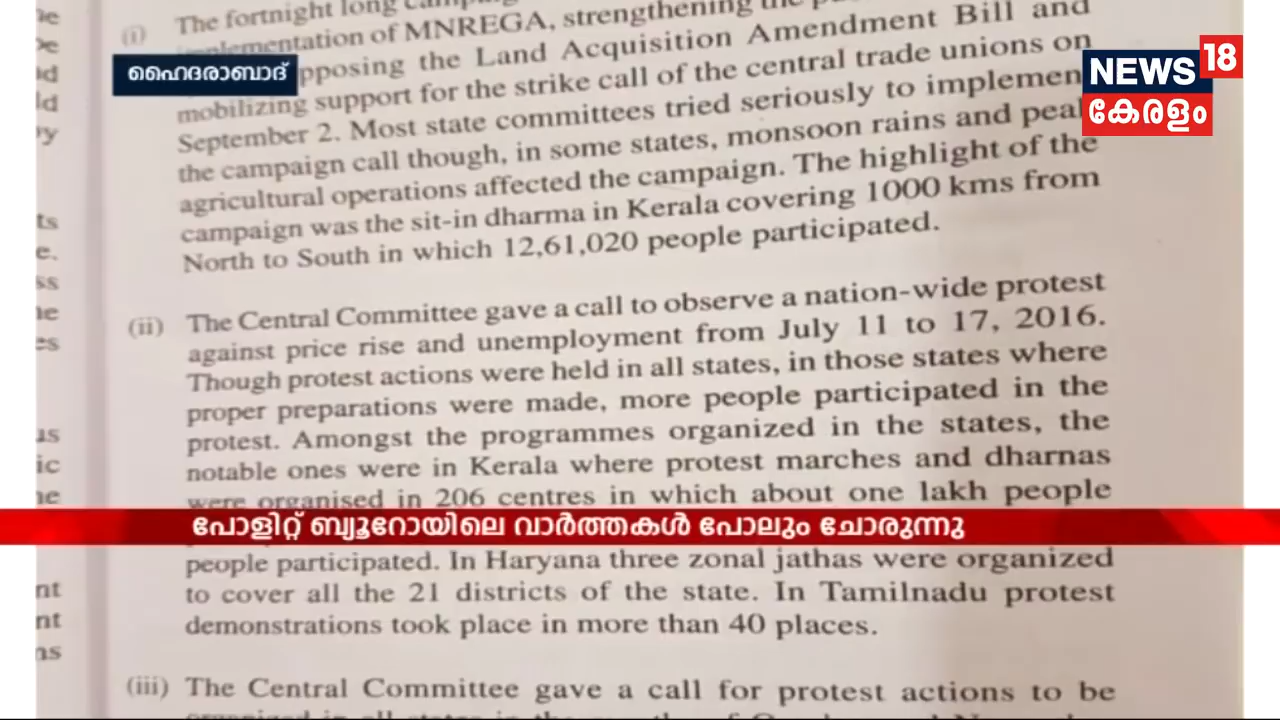 (i) The fortnight long
implementation of MNREGA, strengthening the
pposing the Land Acquisition Amendment Bill and
mobilizing support for the strike call of the central trade unions on
September 2. Most state committees tried seriously to implemen
the campaign call though, in some states, monsoon rains and peak
agricultural operations affected the campaign. The highlight of the
campaign was the sit-in dharma in Kerala covering 1000 kms from
North to South in which 12,61,020 people participated.
ഹൈദരാബാദ്
NEWS 18
കേരളം
(ii) The Central Committee gave a call to observe a nation-wide protest
against price rise and unemployment from July 11 to 17, 2016.
Though protest actions were held in all states, in those states where
proper preparations were made, more people participated in the
protest. Amongst the programmes organized in the states, the
notable ones were in Kerala where protest marches and dharnas
were organised in 206 centres in which about one lakh people
പോളിറ്റ് ബ്യൂറോയിലെ വാർത്തകൾ പോലും ചോരുന്നു
people participated. In Haryana three zonal jathas were organized
to cover all the 21 districts of the state. In Tamilnadu protest
demonstrations took place in more than 40 places.
(iii) The Central Committee gave a call for protest actions to be